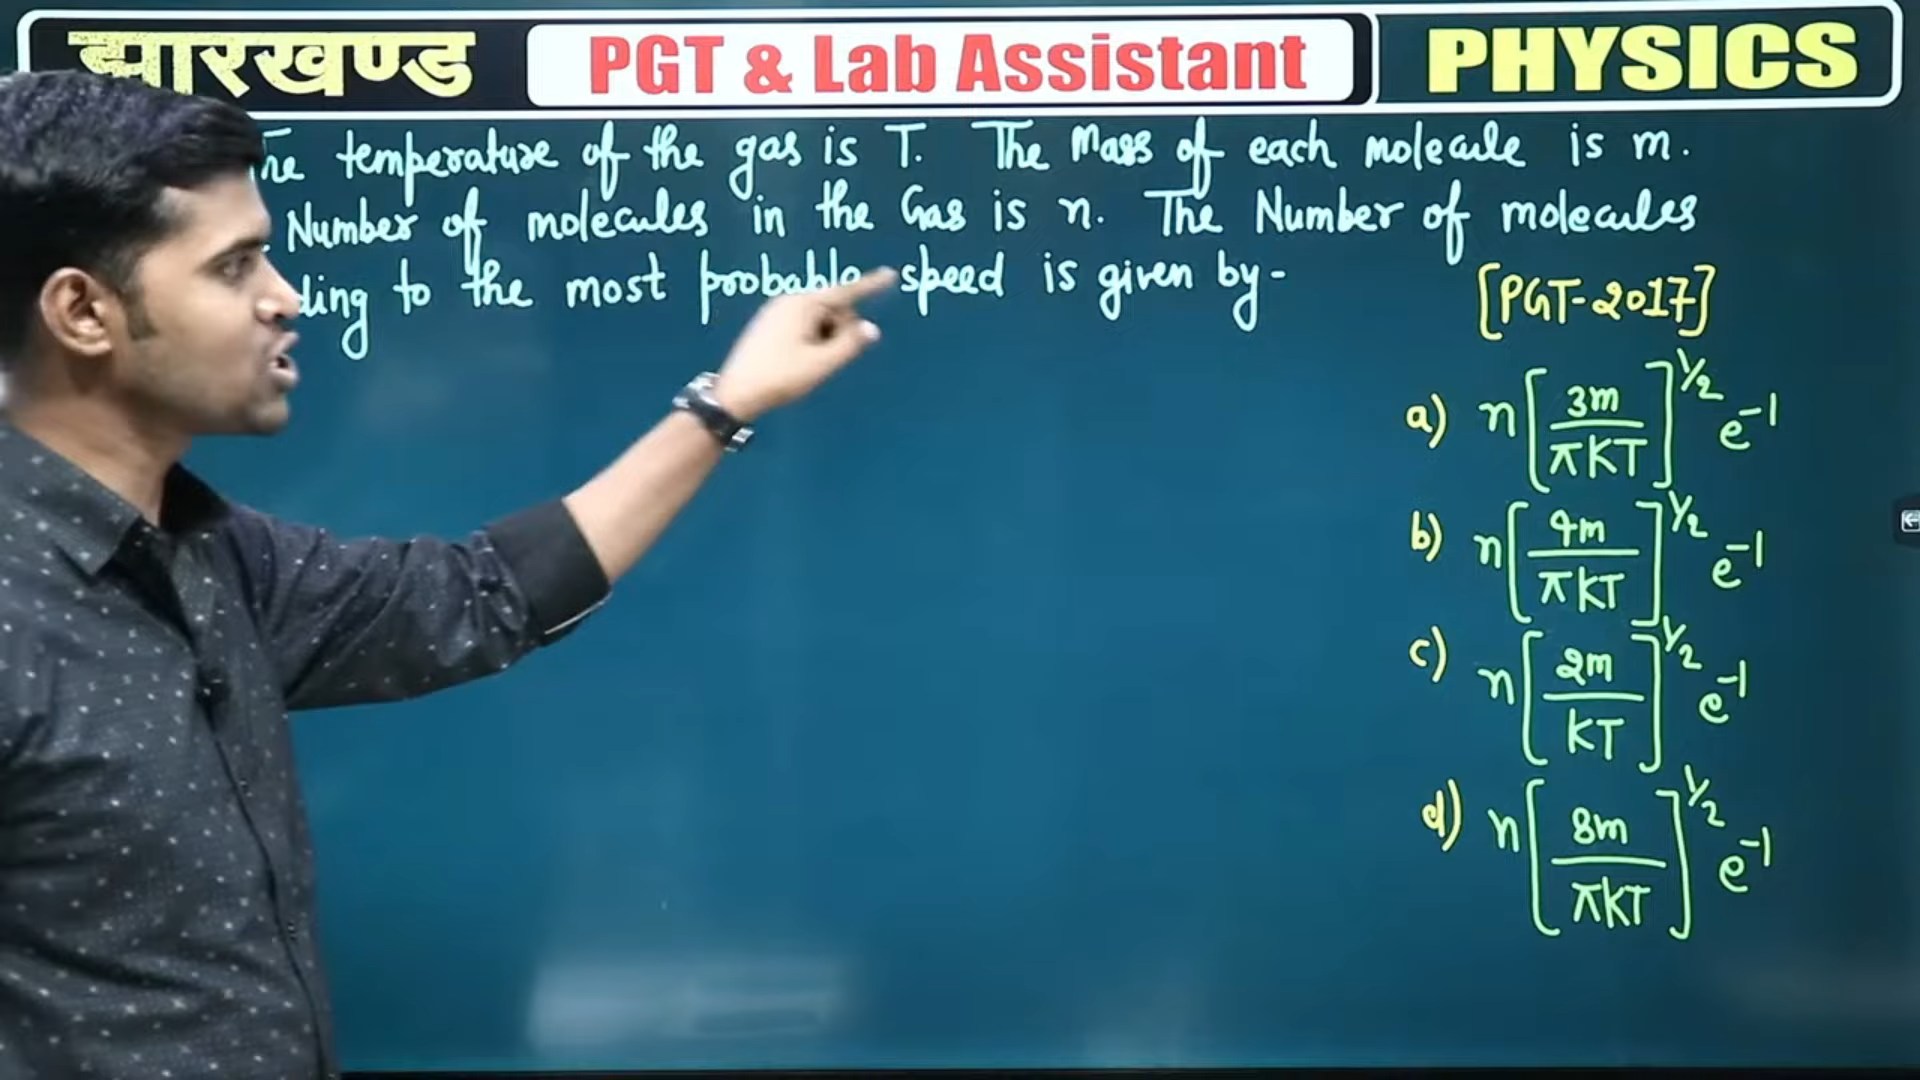 झारखण्ड PGT & Lab Assistant PHYSICS
The temperature of the gas is T. The Mass of each molecule is m.
Number of molecules in the Gas is n. The Number of molecules
ding to the most probable speed is given by-
[PGT-2017]
a) n[3m/πKT]^1/2 e^-1
b) n[4m/πKT]^1/2 e^-1
c) n[2m/KT]^1/2 e^-1
d) n[8m/πKT]^1/2 e^-1